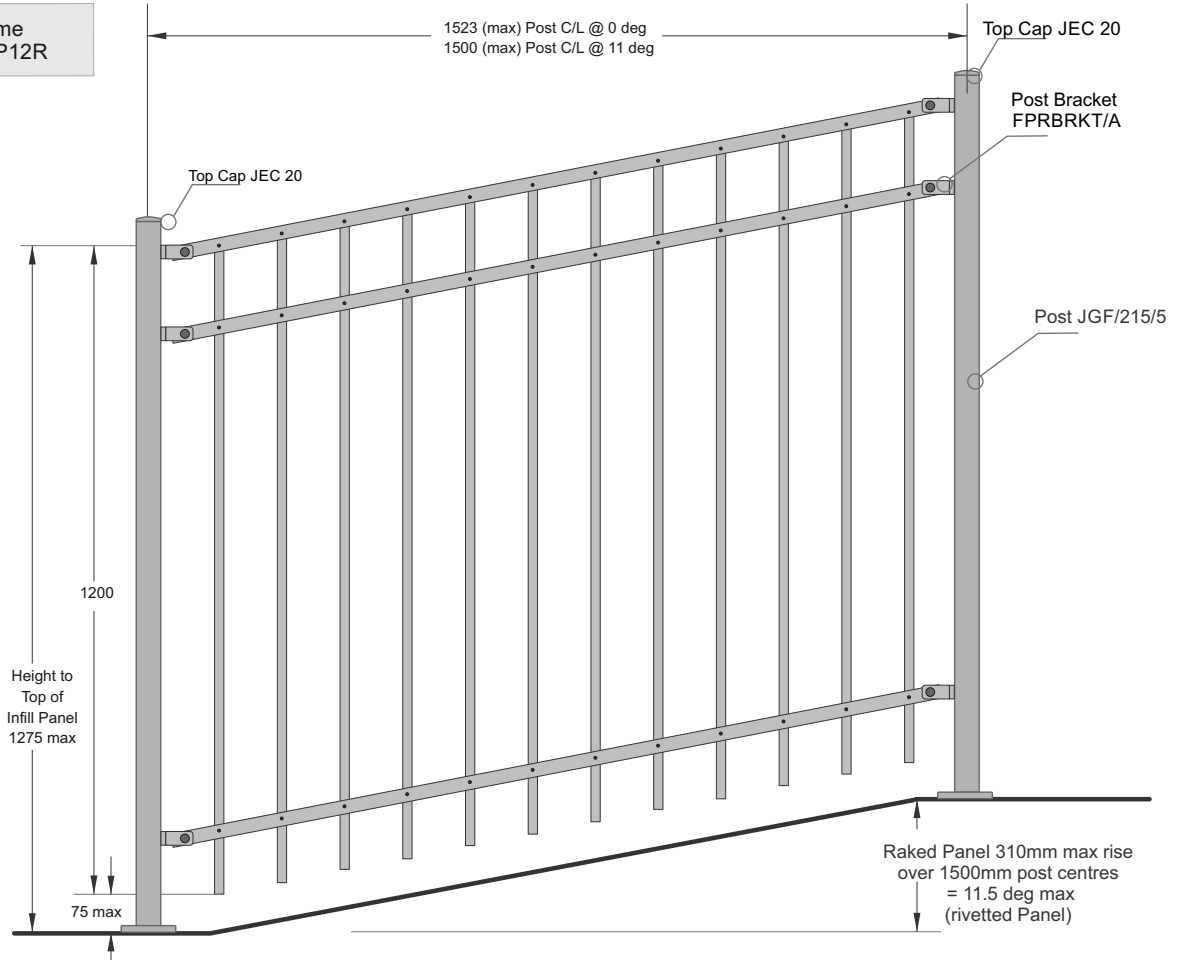 P12R
1523 (max) Post C/L @ 0 deg
1500 (max) Post C/L @ 11 deg
Top Cap JEC 20
Post Bracket
FPRBRKT/A
Top Cap JEC 20
Post JGF/215/5
1200
Height to
Top of
Infill Panel
1275 max
75 max
Raked Panel 310mm max rise
over 1500mm post centres
= 11.5 deg max
(rivetted Panel)